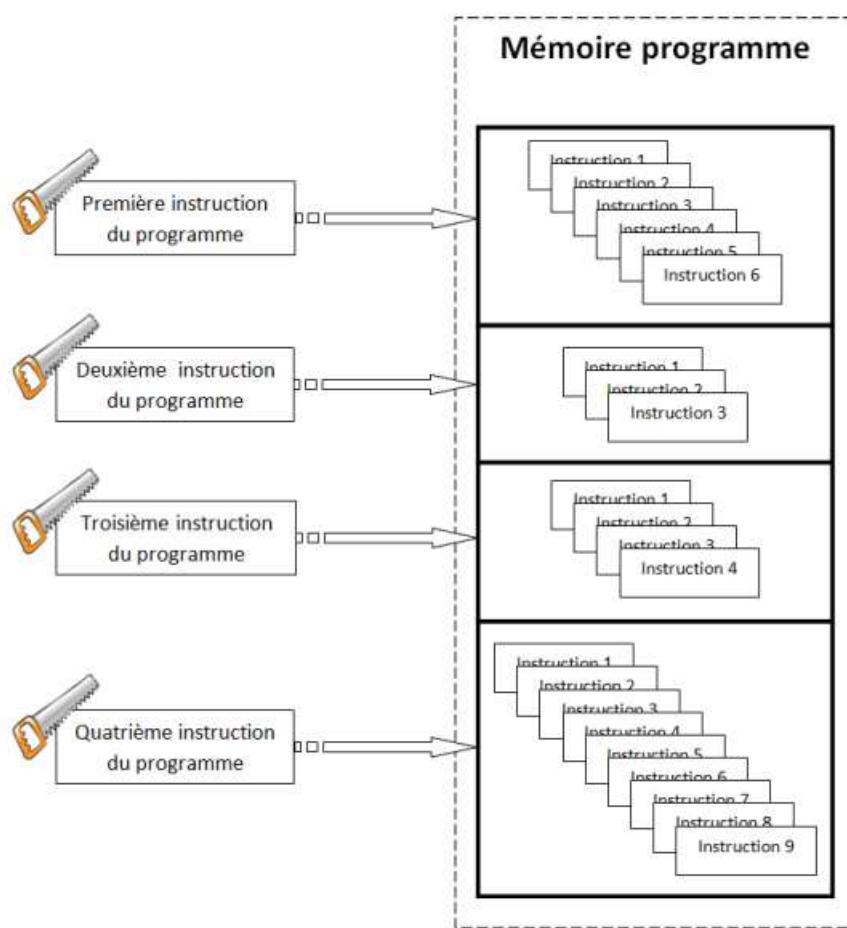 Mémoire programme
Première instruction
du programme
Instruction 1
Instruction 2
Instruction 3
Instruction 4
Instruction 5
Instruction 6
Deuxième instruction
du programme
Instruction 1
Instruction 2
Instruction 3
Troisième instruction
du programme
Instruction 1
Instruction 2
Instruction 3
Instruction 4
Quatrième instruction
du programme
Instruction 1
Instruction 2
Instruction 3
Instruction 4
Instruction 5
Instruction 6
Instruction 7
Instruction 8
Instruction 9